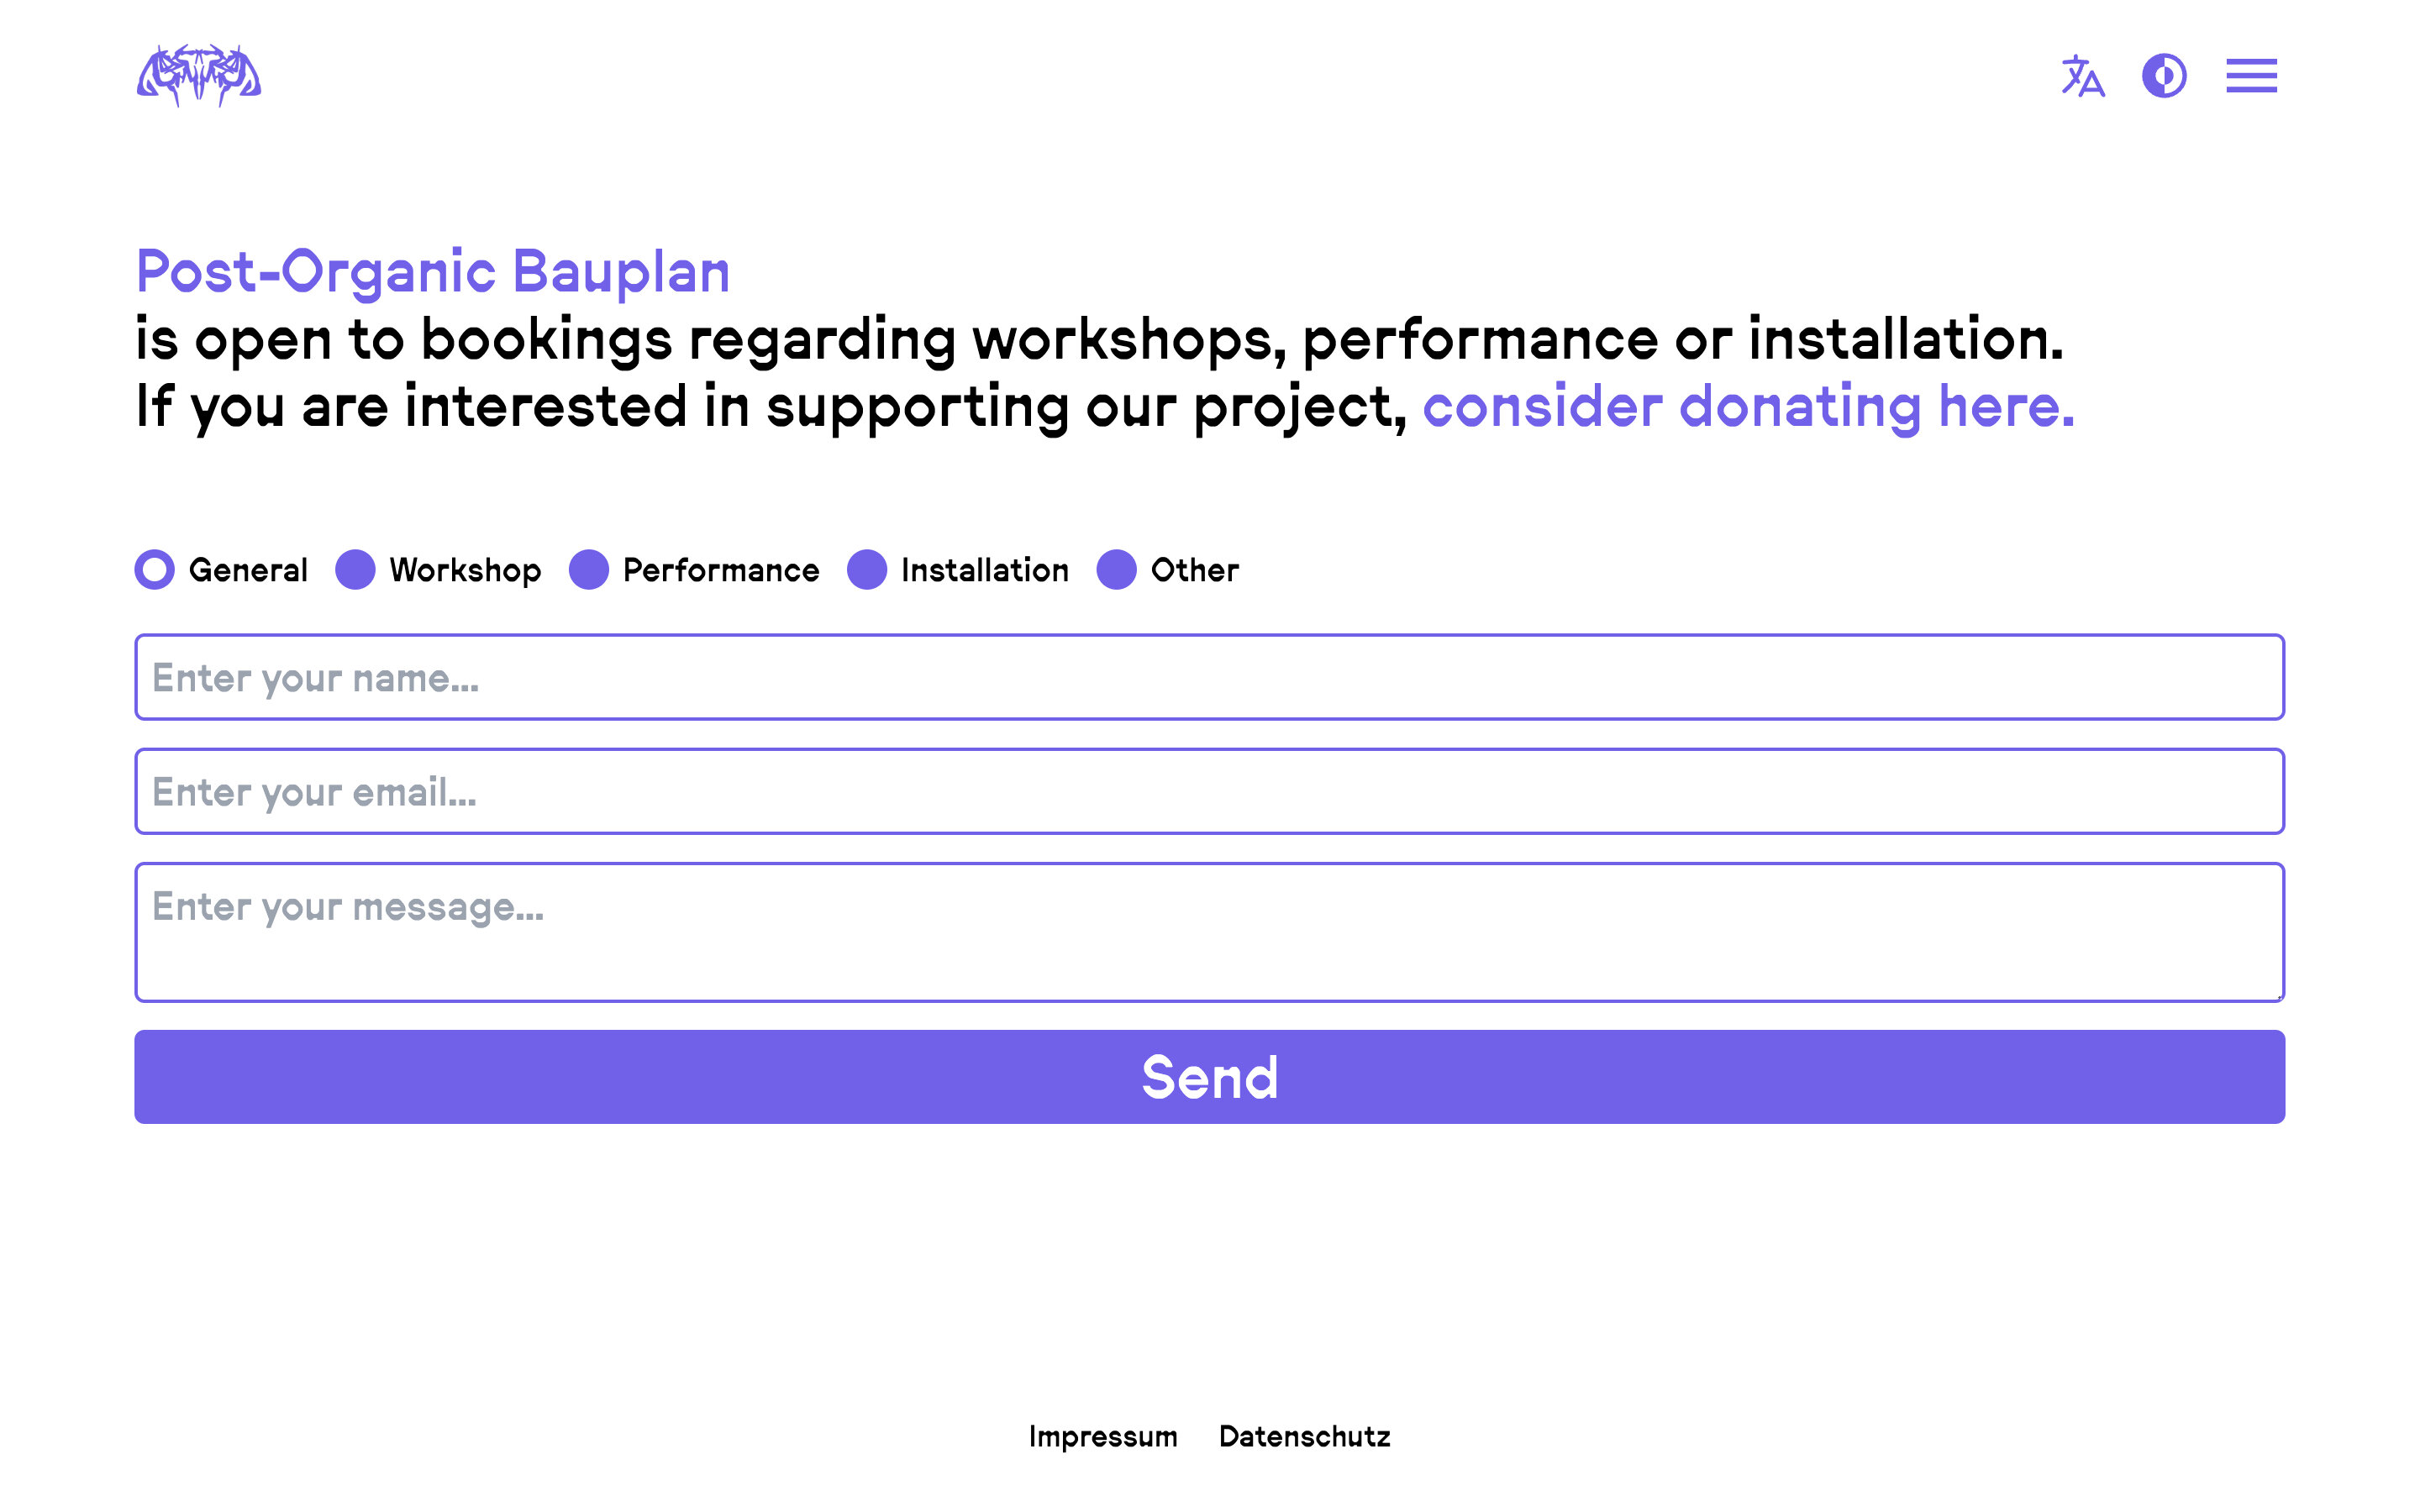 Post-Organic Bauplan
is open to bookings regarding workshops, performance or installation.
If you are interested in supporting our project, consider donating here.
General Workshop Performance Installation Other
Enter your name...
Enter your email...
Enter your message...
Send
Impressum Datenschutz